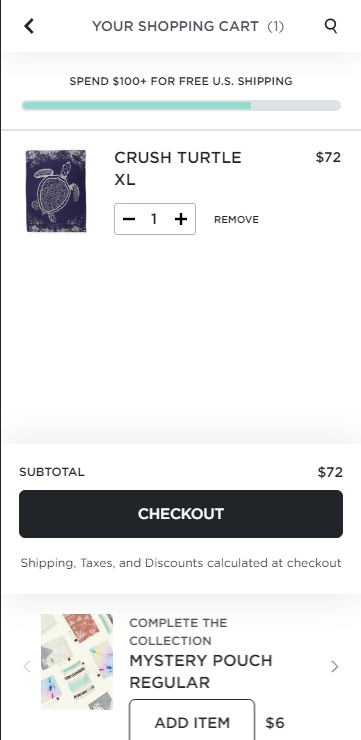 YOUR SHOPPING CART (1)
SPEND $100+ FOR FREE U.S. SHIPPING
CRUSH TURTLE
XL
$72
1
REMOVE
SUBTOTAL
$72
CHECKOUT
Shipping, Taxes, and Discounts calculated at checkout
COMPLETE THE
COLLECTION
MYSTERY POUCH
REGULAR
ADD ITEM
$6